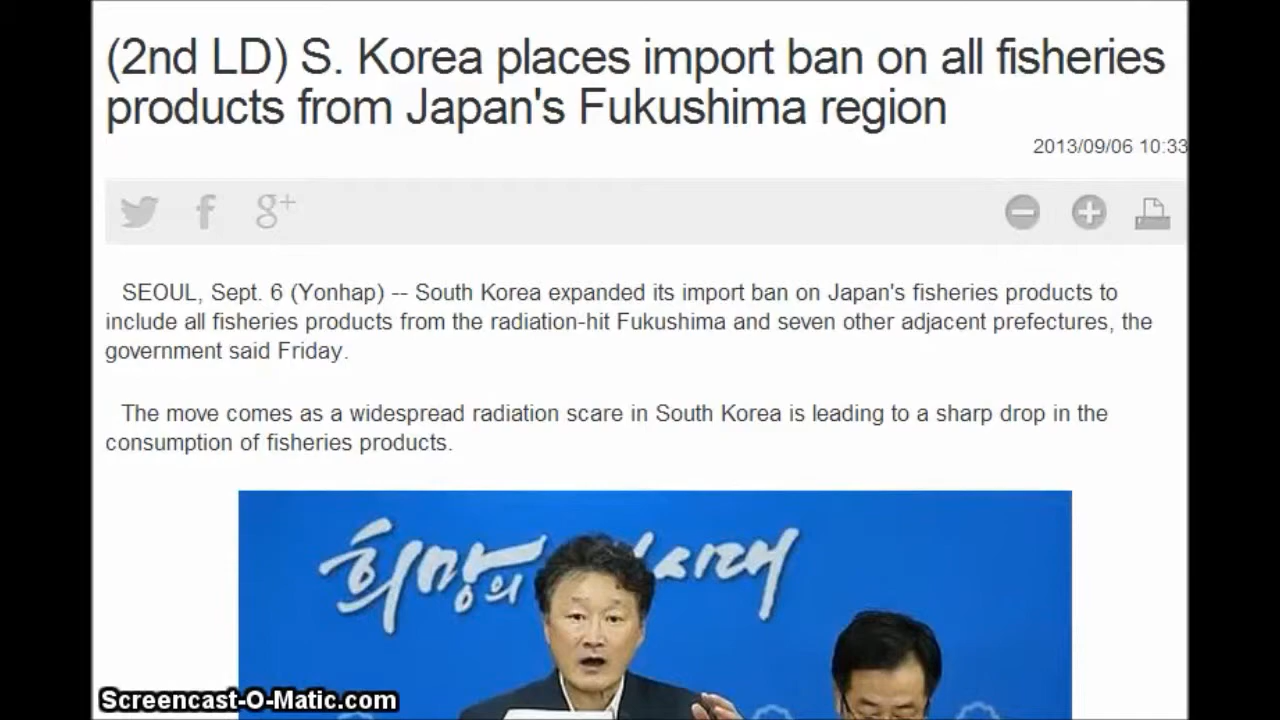 (2nd LD) S. Korea places import ban on all fisheries
products from Japan's Fukushima region
2013/09/06 10:33
SEOUL, Sept. 6 (Yonhap) -- South Korea expanded its import ban on Japan's fisheries products to
include all fisheries products from the radiation-hit Fukushima and seven other adjacent prefectures, the
government said Friday.
The move comes as a widespread radiation scare in South Korea is leading to a sharp drop in the
consumption of fisheries products.
희망의 시대
Screencast-O-Matic.com